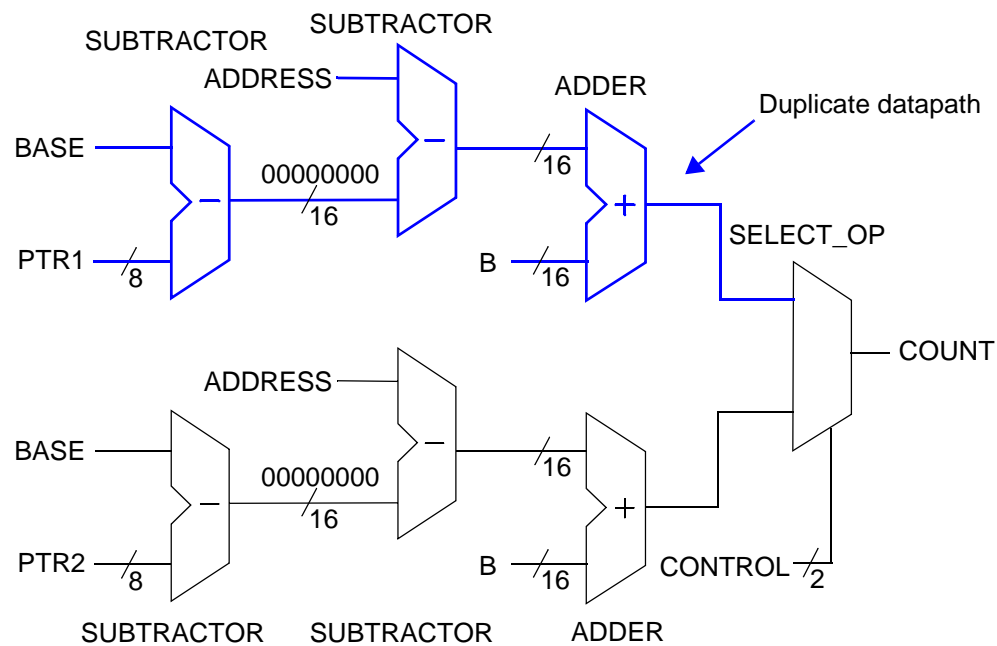 SUBTRACTOR
SUBTRACTOR
ADDRESS
ADDER
Duplicate datapath
BASE
−
−
00000000
16
16
+
PTR1
8
B
16
SELECT_OP
COUNT
ADDRESS
BASE
−
−
00000000
16
16
+
PTR2
8
B
16
CONTROL
2
SUBTRACTOR
SUBTRACTOR
ADDER